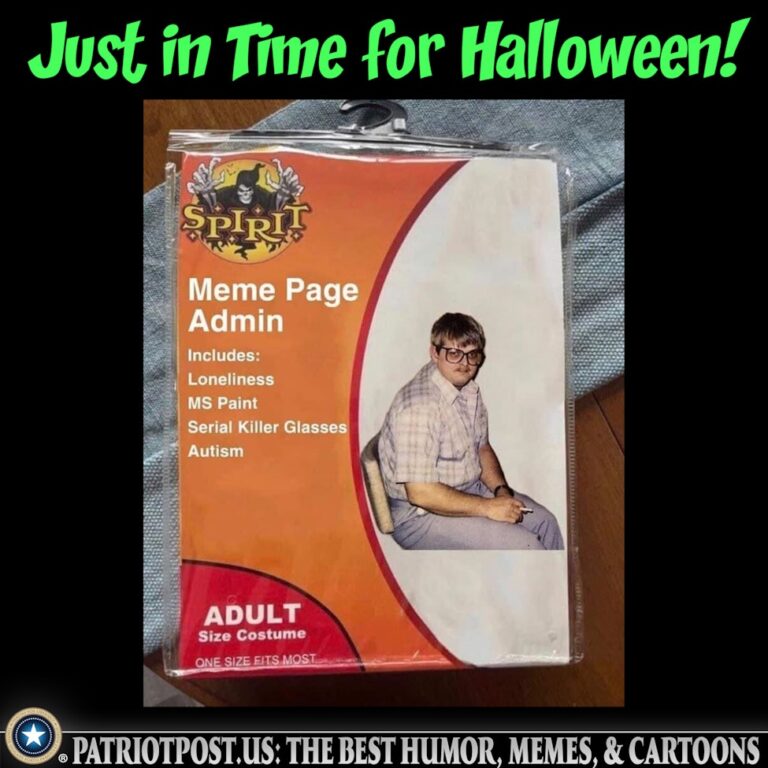 Just in Time for Halloween!
SPIRIT
Meme Page
Admin
Includes:
Loneliness
MS Paint
Serial Killer Glasses
Autism
ADULT
Size Costume
ONE SIZE FITS MOST
® PATRIOTPOST.US: THE BEST HUMOR, MEMES, & CARTOONS